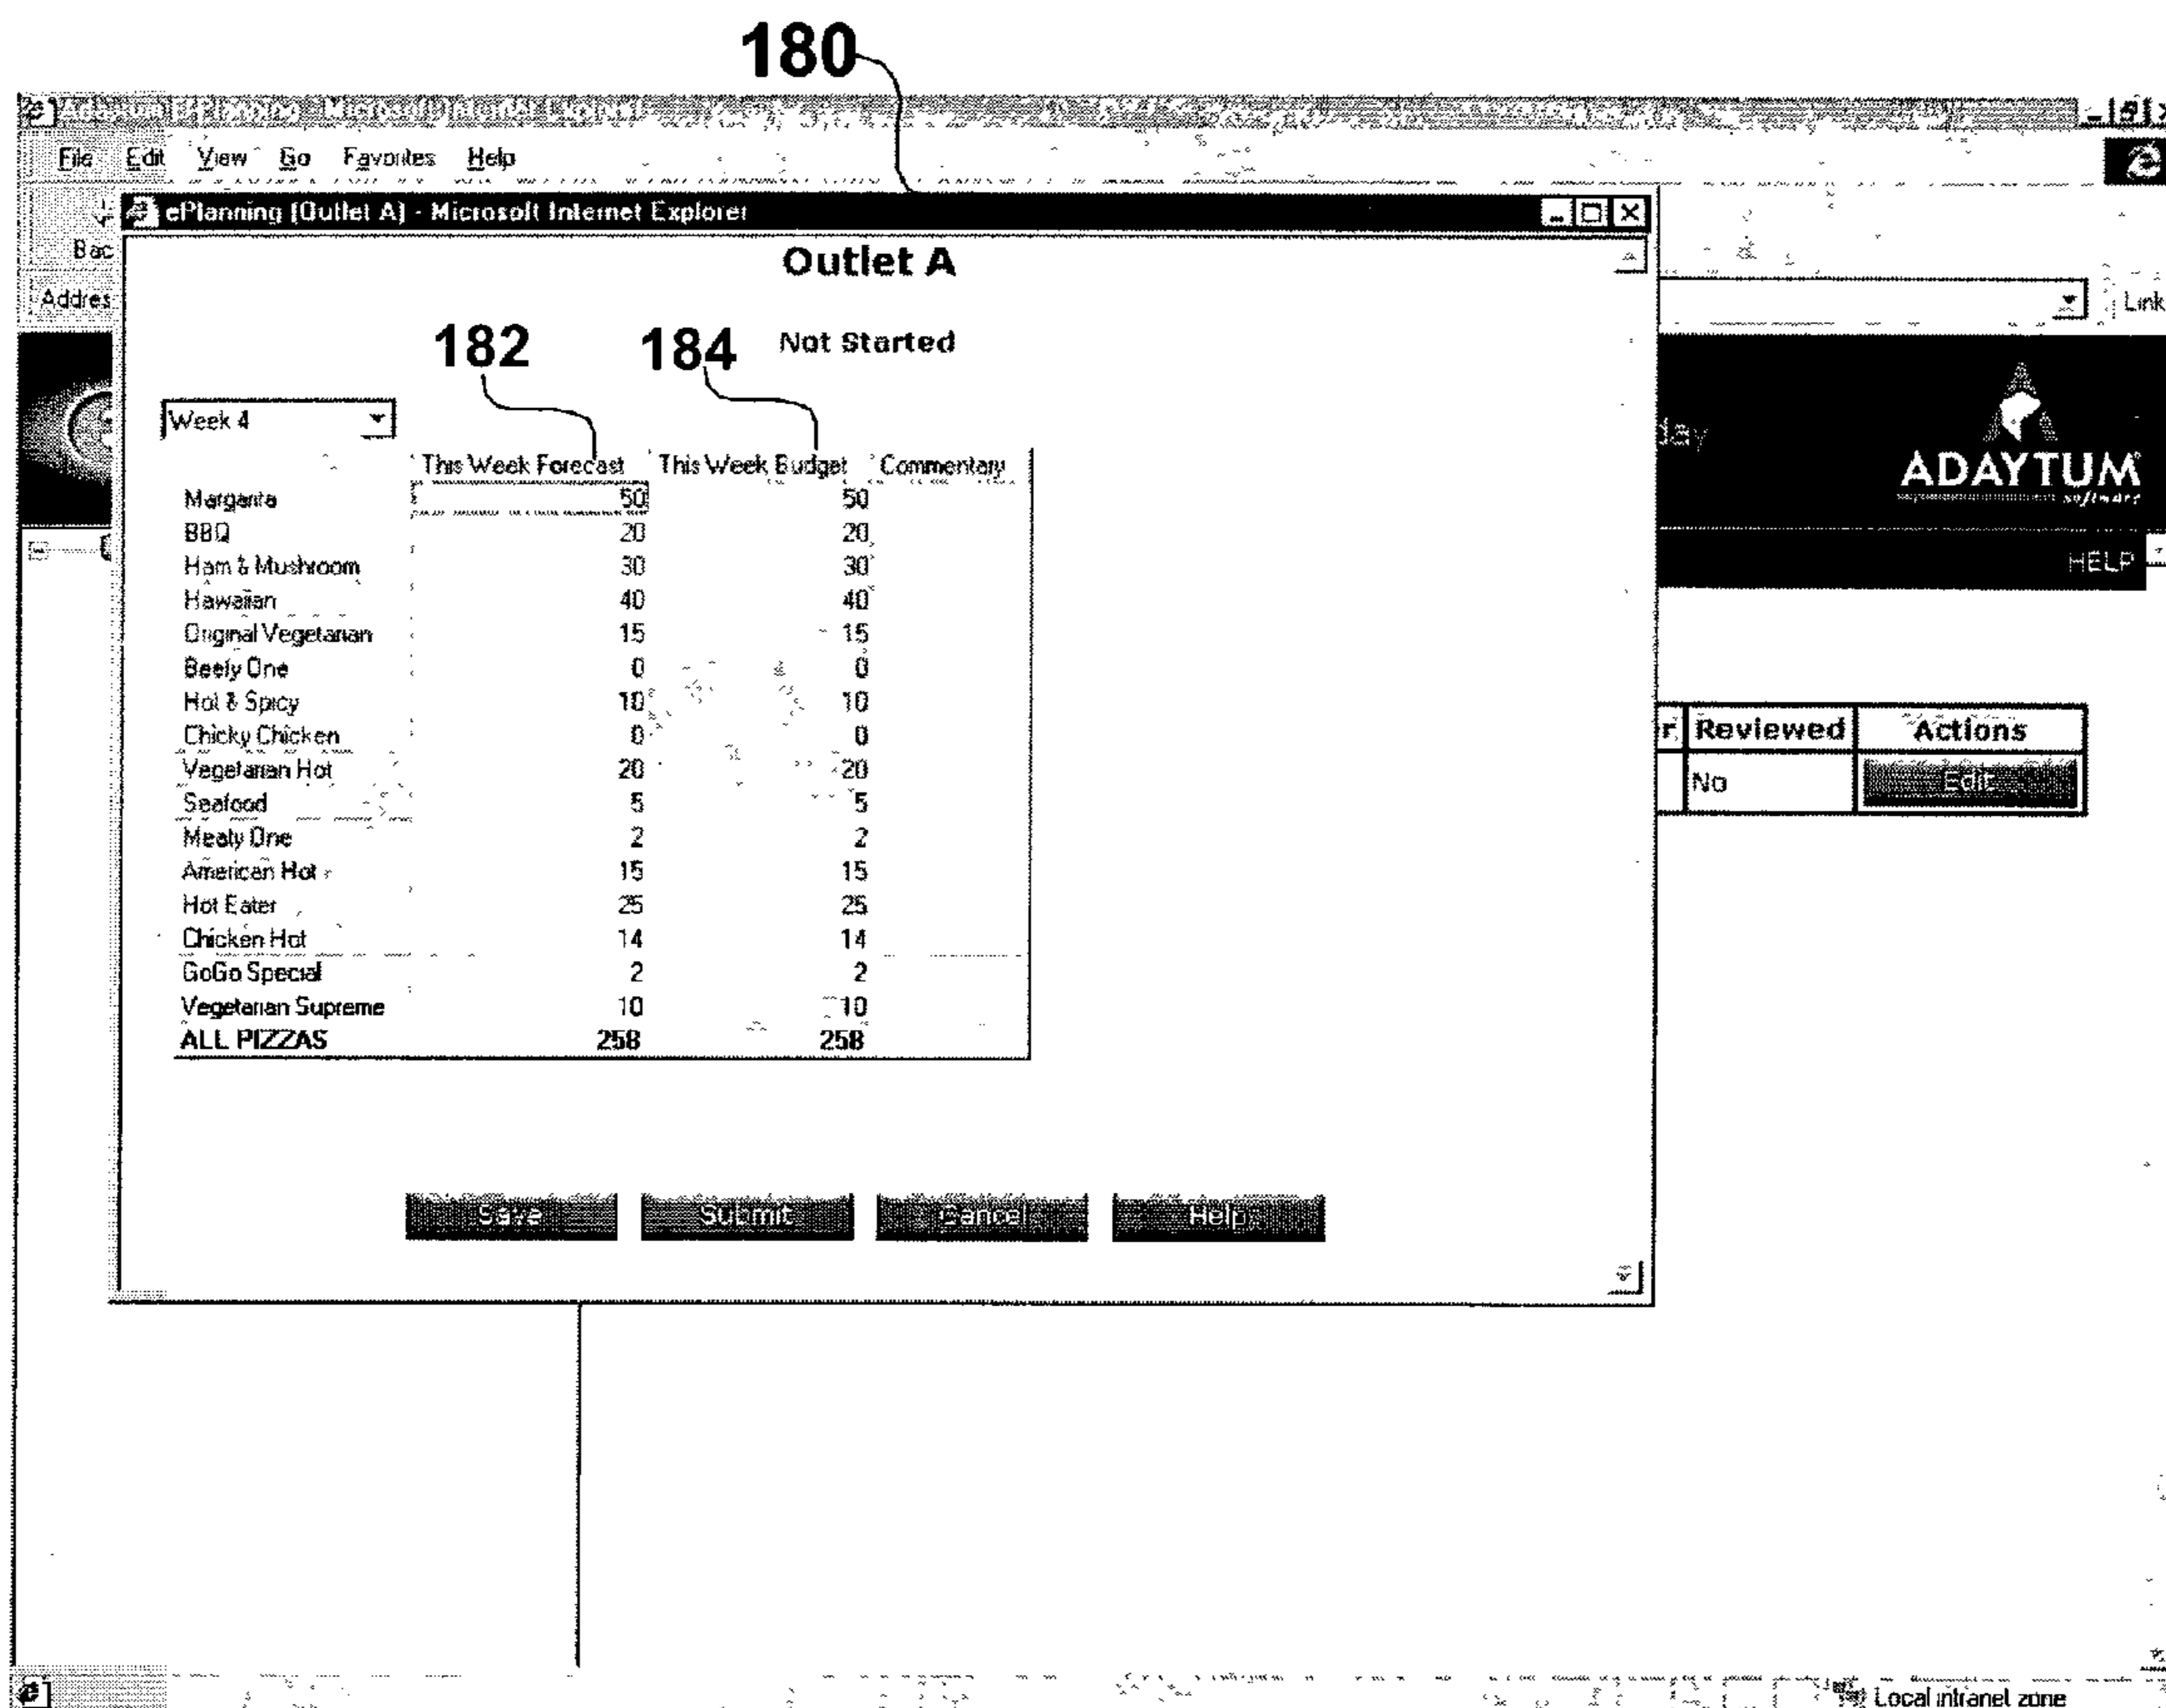 180
File Edit View Go Favorites Help
ePlanning [Outlet A] - Microsoft Internet Explorer
Bac
Outlet A
Addres
Link
182 184 Not Started
Week 4
day
ADAYTUM
software
HELP
This Week Forecast This Week Budget Commentary
Margarita 50 50
BBQ 20 20
Ham & Mushroom 30 30
Hawaiian 40 40
Original Vegetarian 15 15
Beefy One 0 0
Hot & Spicy 10 10
Chicky Chicken 0 0
Vegetarian Hot 20 20
Seafood 5 5
Meaty One 2 2
American Hot 15 15
Hot Eater 25 25
Chicken Hot 14 14
GoGo Special 2 2
Vegetarian Supreme 10 10
ALL PIZZAS 258 258
r Reviewed Actions
No Edit
Save Submit Cancel Help
Local intranet zone